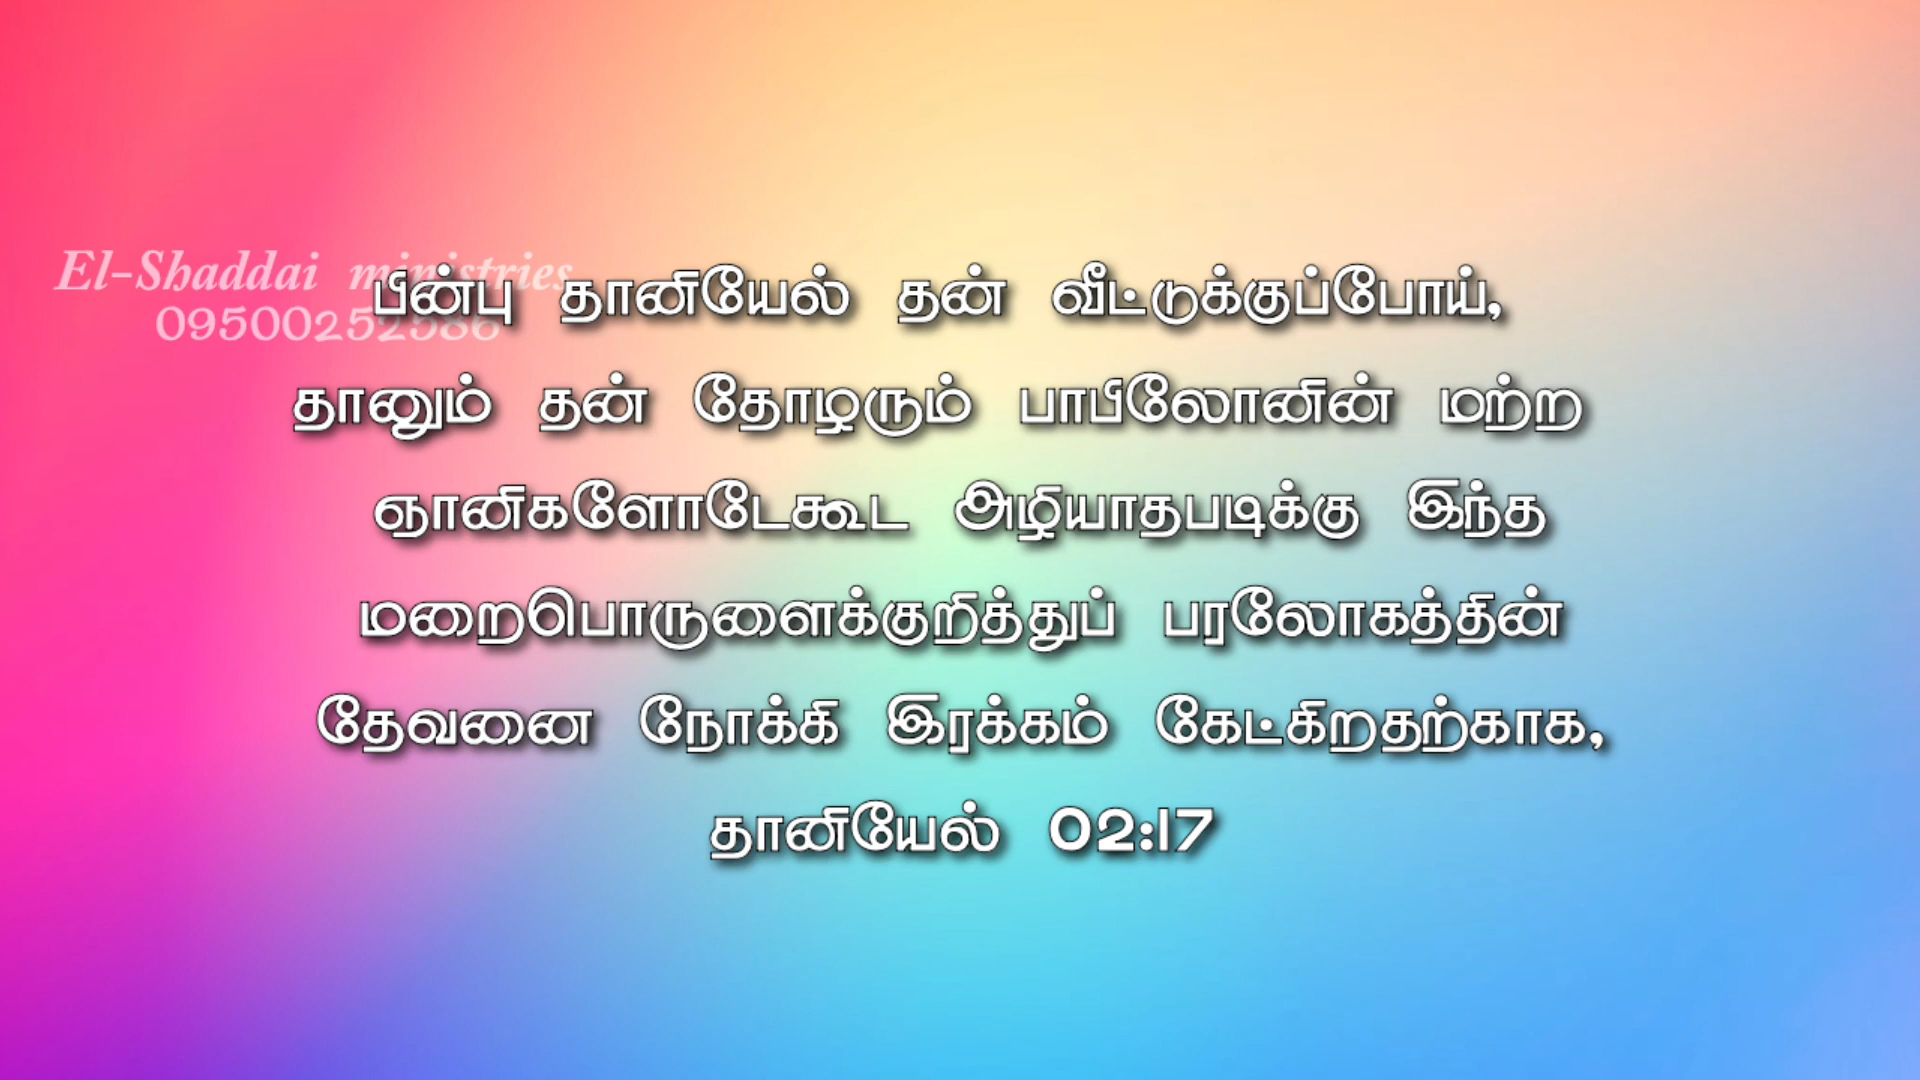 El-Shaddai ministries
09500252586
பின்பு தானியேல் தன் வீட்டுக்குப்போய்,
தானும் தன் தோழரும் பாபிலோனின் மற்ற
ஞானிகளோடேகூட அழியாதபடிக்கு இந்த
மறைபொருளைக்குறித்துப் பரலோகத்தின்
தேவனை நோக்கி இரக்கம் கேட்கிறதற்காக,
தானியேல் 02:17